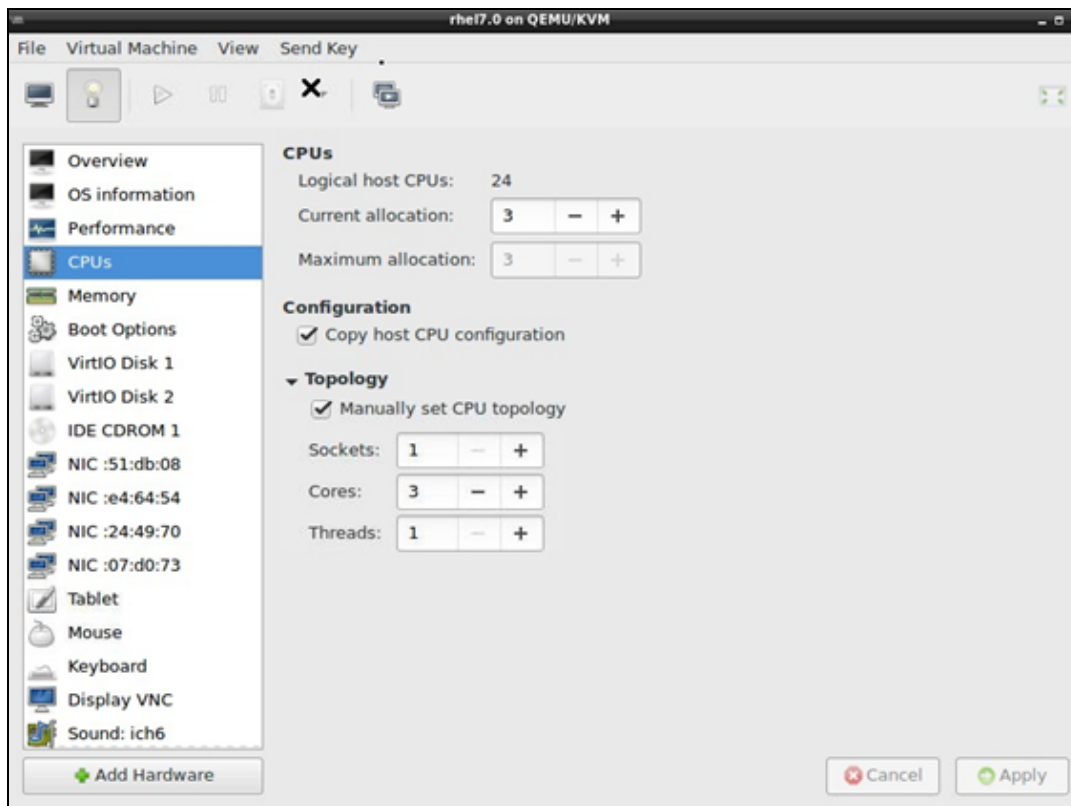 rhel7.0 on QEMU/KVM
File Virtual Machine View Send Key
Overview
OS information
Performance
CPUs
Memory
Boot Options
VirtIO Disk 1
VirtIO Disk 2
IDE CDROM 1
NIC :51:db:08
NIC :e4:64:54
NIC :24:49:70
NIC :07:d0:73
Tablet
Mouse
Keyboard
Display VNC
Sound: ich6
Add Hardware
CPUs
Logical host CPUs: 24
Current allocation: 3
Maximum allocation: 3
Configuration
Copy host CPU configuration
Topology
Manually set CPU topology
Sockets: 1
Cores: 3
Threads: 1
Cancel Apply